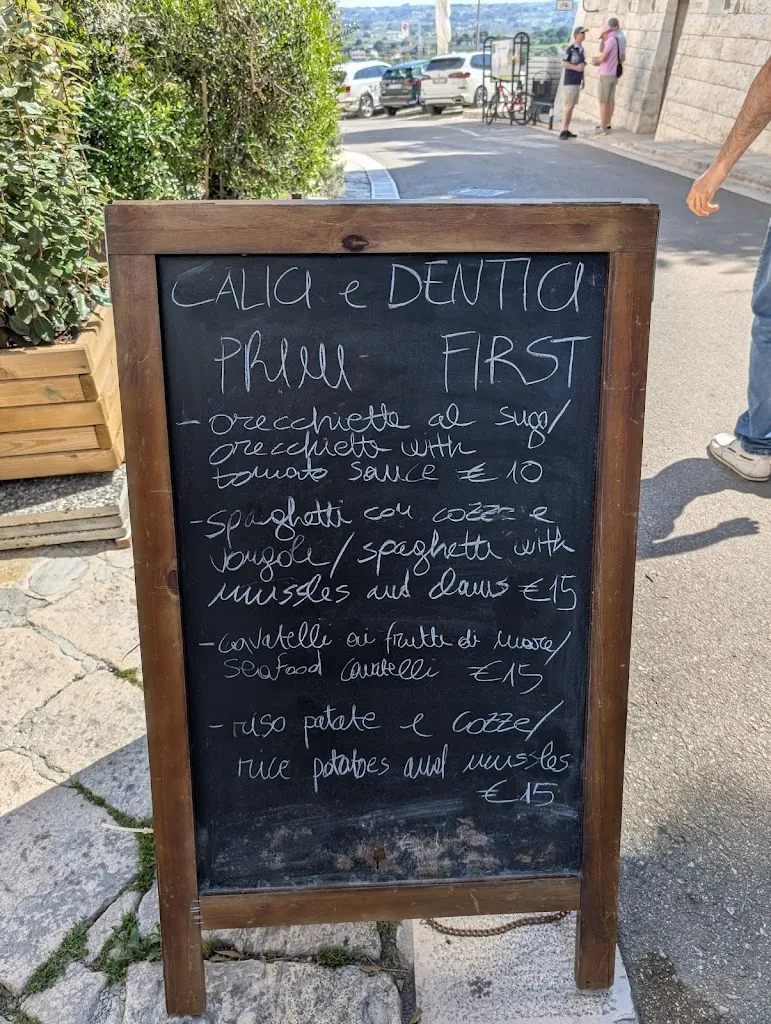 CALICI e DENTICI
PRIMI FIRST
- orecchiette al sugo/
orecchiette with
tomato sauce € 10
- spaghetti con cozze e
vongole/spaghetti with
mussles and clams €15
- cavatelli ai frutti di mare/
seafood cavatelli €15
- riso patate e cozze/
rice potatoes and mussles
€15